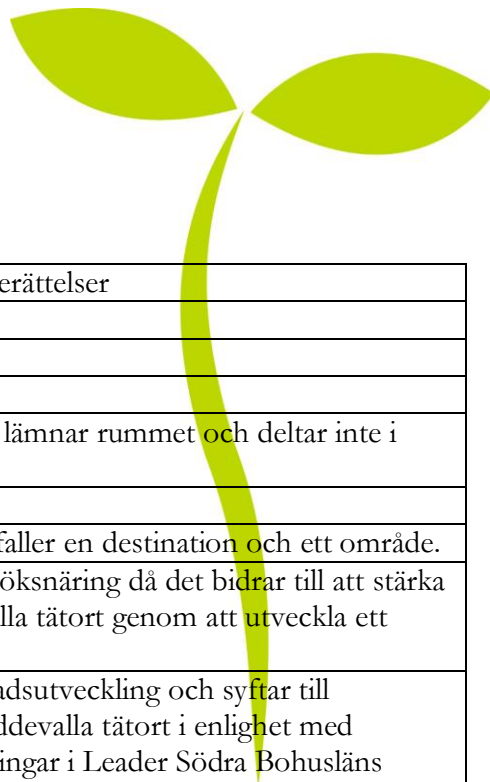 erättelser
lämnar rummet och deltar inte i
faller en destination och ett område.
öksnäring då det bidrar till att stärka
lla tätort genom att utveckla ett
adsutveckling och syftar till
ddevalla tätort i enlighet med
ingar i Leader Södra Bohusläns